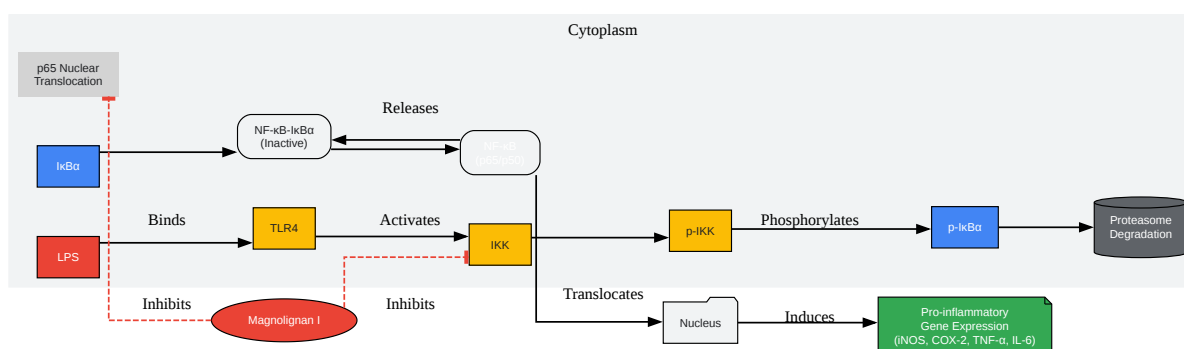 Cytoplasm
p65 Nuclear
Translocation
Releases
NF-κB-IκBα
(Inactive)
NF-κB
(p65/p50)
IκBα
Binds
Activates
Phosphorylates
LPS
TLR4
IKK
p-IKK
p-IκBα
Proteasome
Degradation
Inhibits
Inhibits
Magnolignan I
Translocates
Nucleus
Induces
Pro-inflammatory
Gene Expression
(iNOS, COX-2, TNF-α, IL-6)